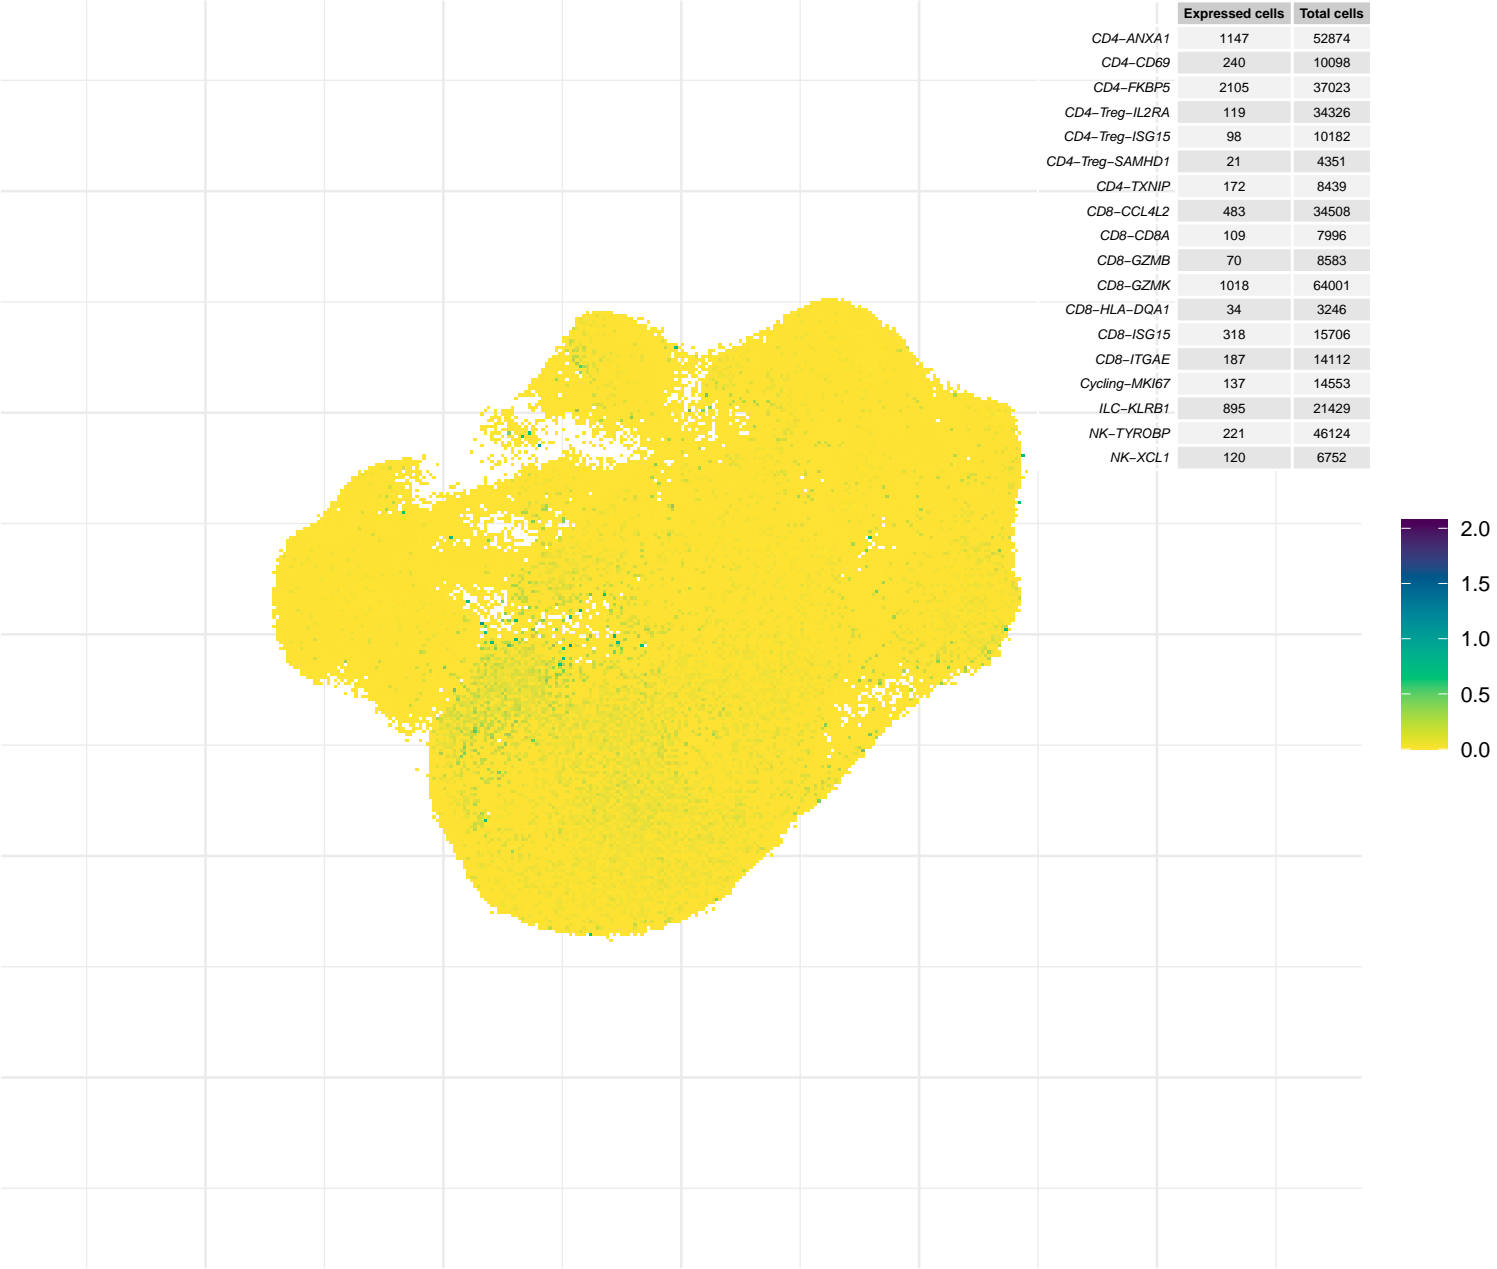 Expressed cells Total cells
CD4−ANXA1 1147 52874
CD4−CD69 240 10098
CD4−FKBP5 2105 37023
CD4−Treg−IL2RA 119 34326
CD4−Treg−ISG15 98 10182
CD4−Treg−SAMHD1 21 4351
CD4−TXNIP 172 8439
CD8−CCL4L2 483 34508
CD8−CD8A 109 7996
CD8−GZMB 70 8583
CD8−GZMK 1018 64001
CD8−HLA−DQA1 34 3246
CD8−ISG15 318 15706
CD8−ITGAE 187 14112
Cycling−MKI67 137 14553
ILC−KLRB1 895 21429
NK−TYROBP 221 46124
NK−XCL1 120 6752
2.0
1.5
1.0
0.5
0.0